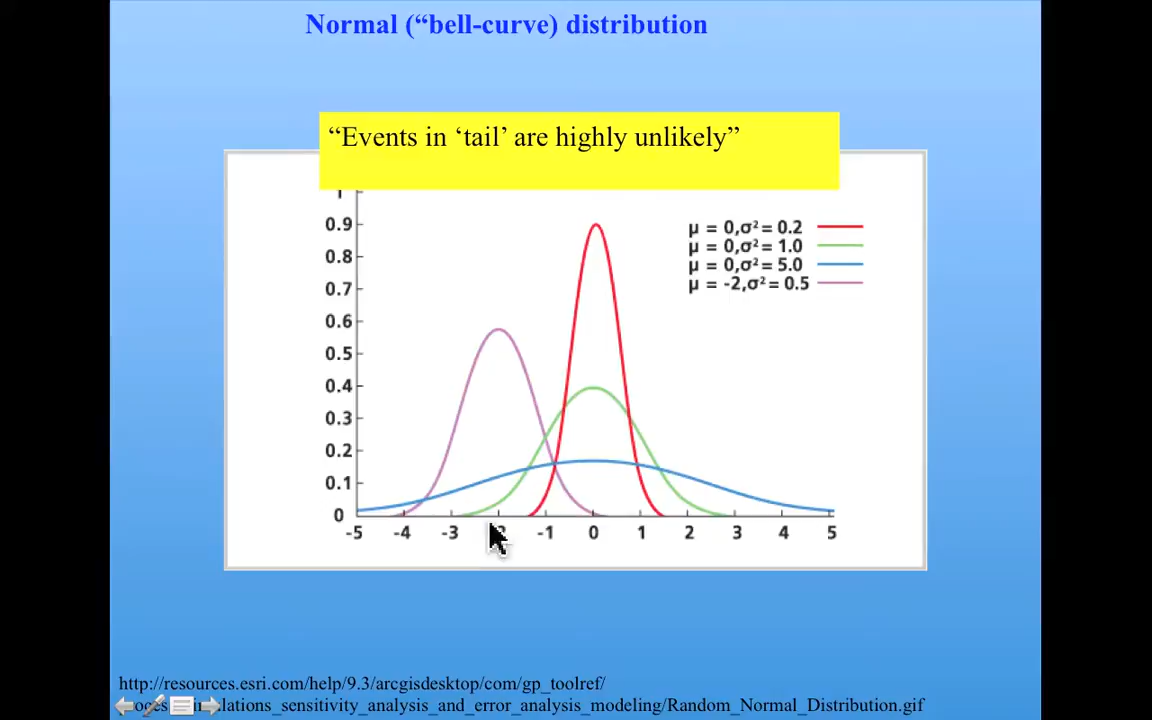 Normal (“bell-curve) distribution
“Events in ‘tail’ are highly unlikely”
0.9
0.8
0.7
0.6
0.5
0.4
0.3
0.2
0.1
0
-5 -4 -3 -1 0 1 2 3 4 5
μ = 0,σ²= 0.2
μ = 0,σ²= 1.0
μ = 0,σ²= 5.0
μ = -2,σ²= 0.5
http://resources.esri.com/help/9.3/arcgisdesktop/com/gp_toolref/
lations_sensitivity_analysis_and_error_analysis_modeling/Random_Normal_Distribution.gif